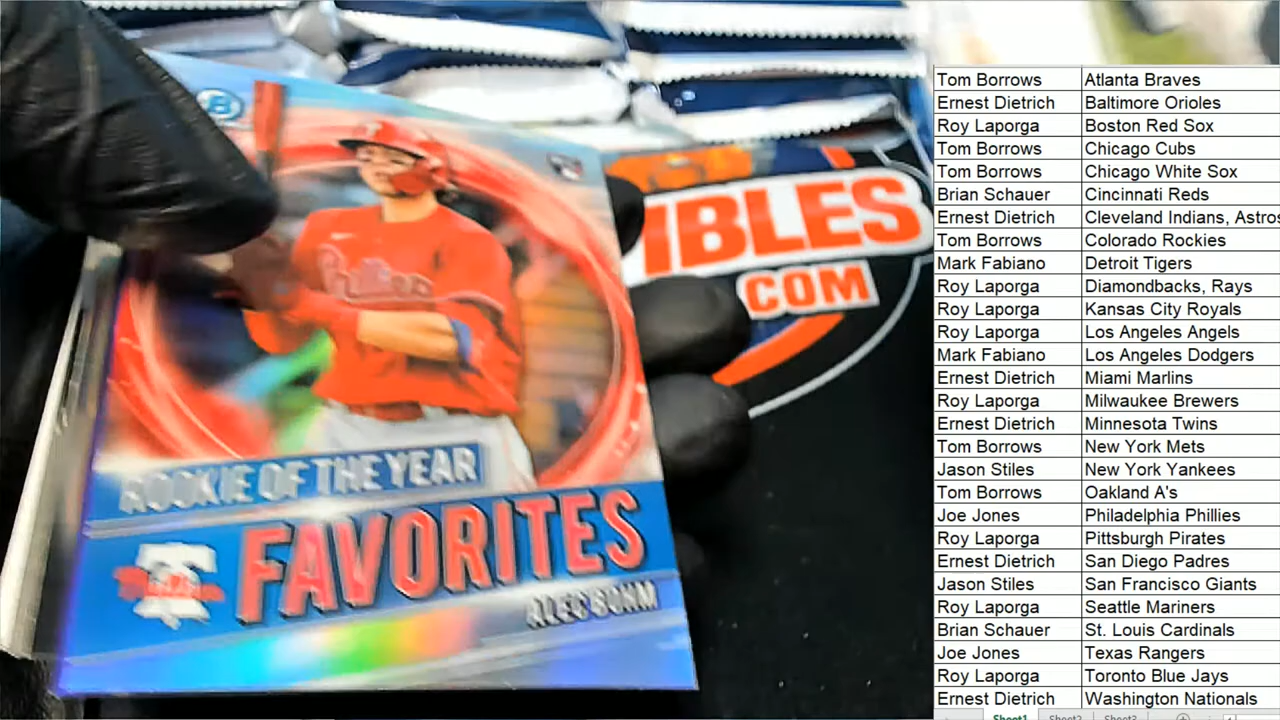 B
RC
Phillies
ROOKIE OF THE YEAR
FAVORITES
ALEC BOHM
IBLES
.COM
Tom Borrows Atlanta Braves
Ernest Dietrich Baltimore Orioles
Roy Laporga Boston Red Sox
Tom Borrows Chicago Cubs
Tom Borrows Chicago White Sox
Brian Schauer Cincinnati Reds
Ernest Dietrich Cleveland Indians, Astros
Tom Borrows Colorado Rockies
Mark Fabiano Detroit Tigers
Roy Laporga Diamondbacks, Rays
Roy Laporga Kansas City Royals
Roy Laporga Los Angeles Angels
Mark Fabiano Los Angeles Dodgers
Ernest Dietrich Miami Marlins
Roy Laporga Milwaukee Brewers
Ernest Dietrich Minnesota Twins
Tom Borrows New York Mets
Jason Stiles New York Yankees
Tom Borrows Oakland A's
Joe Jones Philadelphia Phillies
Roy Laporga Pittsburgh Pirates
Ernest Dietrich San Diego Padres
Jason Stiles San Francisco Giants
Roy Laporga Seattle Mariners
Brian Schauer St. Louis Cardinals
Joe Jones Texas Rangers
Roy Laporga Toronto Blue Jays
Ernest Dietrich Washington Nationals
Sheet1 Sheet2 Sheet3